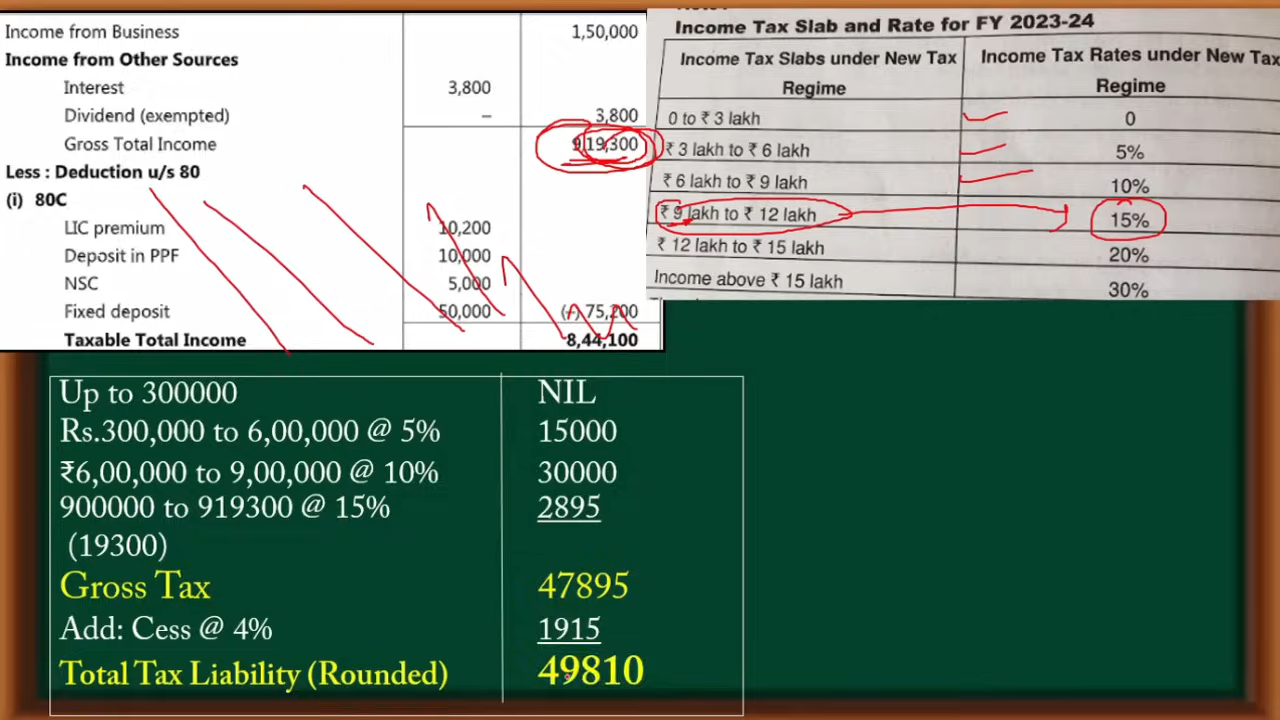 Income from Business 1,50,000
Income from Other Sources
Interest 3,800
Dividend (exempted) – 3,800
Gross Total Income 9,19,300
Less : Deduction u/s 80
(i) 80C
LIC premium 10,200
Deposit in PPF 10,000
NSC 5,000
Fixed deposit 50,000 (–) 75,200
Taxable Total Income 8,44,100
Income Tax Slab and Rate for FY 2023-24
Income Tax Slabs under New Tax Regime
Income Tax Rates under New Tax Regime
0 to ₹ 3 lakh 0
₹ 3 lakh to ₹ 6 lakh 5%
₹ 6 lakh to ₹ 9 lakh 10%
₹ 9 lakh to ₹ 12 lakh 15%
₹ 12 lakh to ₹ 15 lakh 20%
Income above ₹ 15 lakh 30%
Up to 300000 NIL
Rs.300,000 to 6,00,000 @ 5% 15000
₹6,00,000 to 9,00,000 @ 10% 30000
900000 to 919300 @ 15% 2895
(19300)
Gross Tax 47895
Add: Cess @ 4% 1915
Total Tax Liability (Rounded) 49810